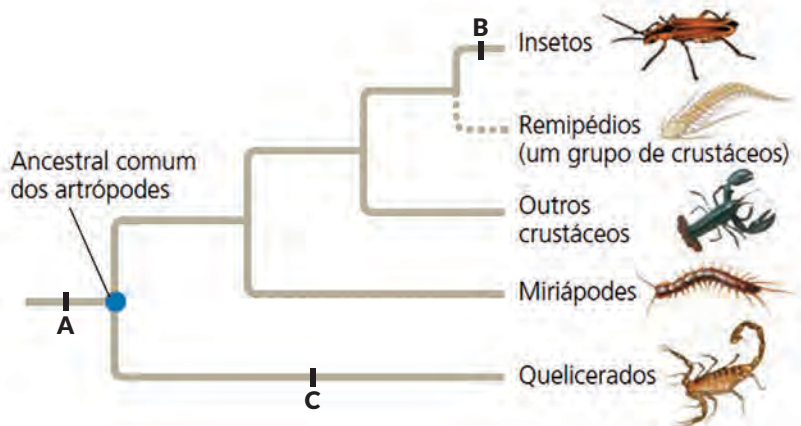 B
Insetos
Remipédios
(um grupo de crustáceos)
Ancestral comum
dos artrópodes
Outros
crustáceos
Miriápodes
A
Quelicerados
C